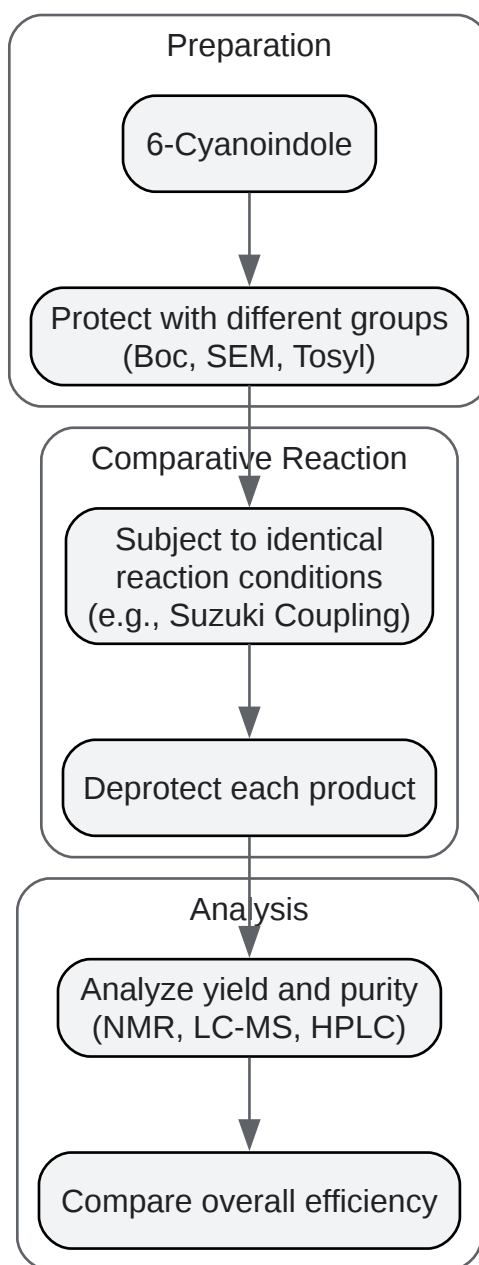 Preparation
6-Cyanoindole
Protect with different groups
(Boc, SEM, Tosyl)
Comparative Reaction
Subject to identical
reaction conditions
(e.g., Suzuki Coupling)
Deprotect each product
Analysis
Analyze yield and purity
(NMR, LC-MS, HPLC)
Compare overall efficiency